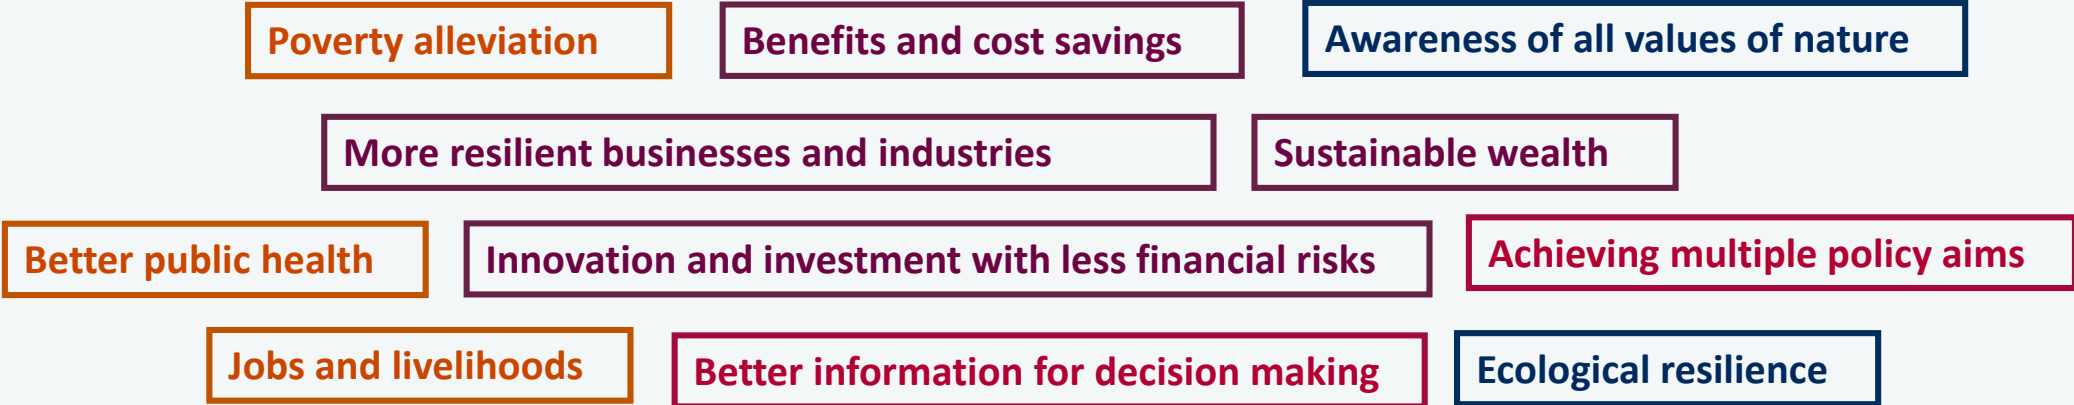 Poverty alleviation
Benefits and cost savings
Awareness of all values of nature
More resilient businesses and industries
Sustainable wealth
Better public health
Innovation and investment with less financial risks
Achieving multiple policy aims
Jobs and livelihoods
Better information for decision making
Ecological resilience